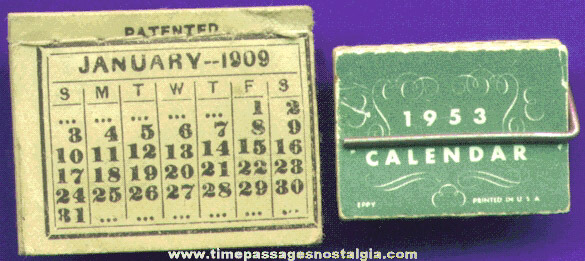 PATENTED
JANUARY--1909
S M T W T F S
... ... ... ... ... 1 2
3 4 5 6 7 8 9
10 11 12 13 14 15 16
17 18 19 20 21 22 23
24 25 26 27 28 29 30
31 ... ... ... ... ... ...
1953
CALENDAR
EPPY PRINTED IN U S A
www.timepassagesnostalgia.com